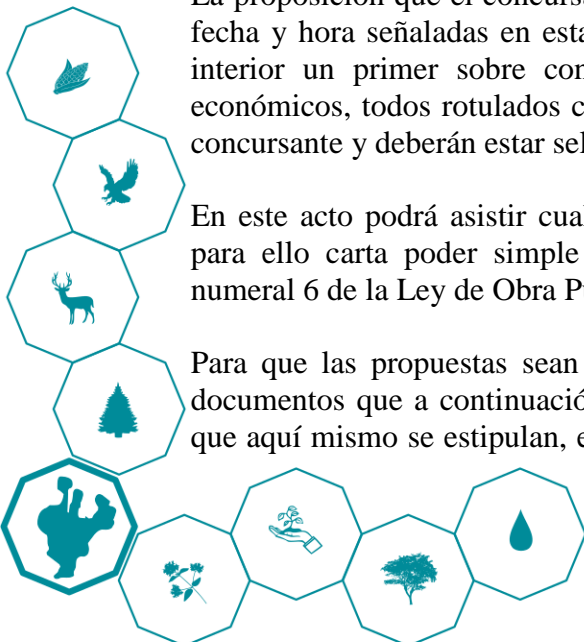 La proposición que el concursa
fecha y hora señaladas en esta
interior un primer sobre con
económicos, todos rotulados c
concursante y deberán estar sel
En este acto podrá asistir cual
para ello carta poder simple
numeral 6 de la Ley de Obra P
Para que las propuestas sean
documentos que a continuació
que aquí mismo se estipulan, e